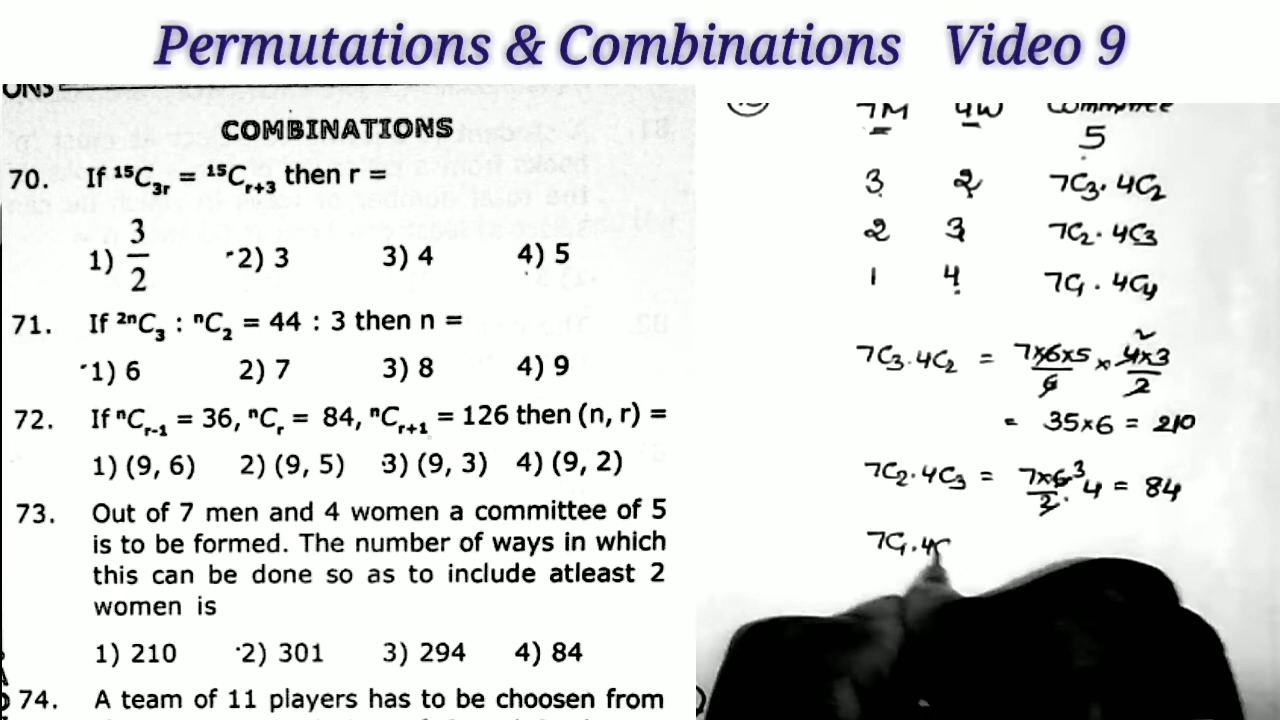 Permutations & Combinations Video 9
ONS
COMBINATIONS
70. If ¹⁵C₃ᵣ = ¹⁵Cᵣ₊₃ then r =
1) 3/2 2) 3 3) 4 4) 5
71. If ²ⁿC₃ : ⁿC₂ = 44 : 3 then n =
1) 6 2) 7 3) 8 4) 9
72. If ⁿCᵣ₋₁ = 36, ⁿCᵣ = 84, ⁿCᵣ₊₁ = 126 then (n, r) =
1) (9, 6) 2) (9, 5) 3) (9, 3) 4) (9, 2)
73. Out of 7 men and 4 women a committee of 5
is to be formed. The number of ways in which
this can be done so as to include atleast 2
women is
1) 210 2) 301 3) 294 4) 84
74. A team of 11 players has to be choosen from
7M 4W Committee
5
3 2 7C₃·4C₂
2 3 7C₂·4C₃
1 4 7C₁·4C₄
7C₃·4C₂ = 7×6×5/6 × 4×3/2
= 35×6 = 210
7C₂·4C₃ = 7×6/2 · 4 = 84
7C₁·4C